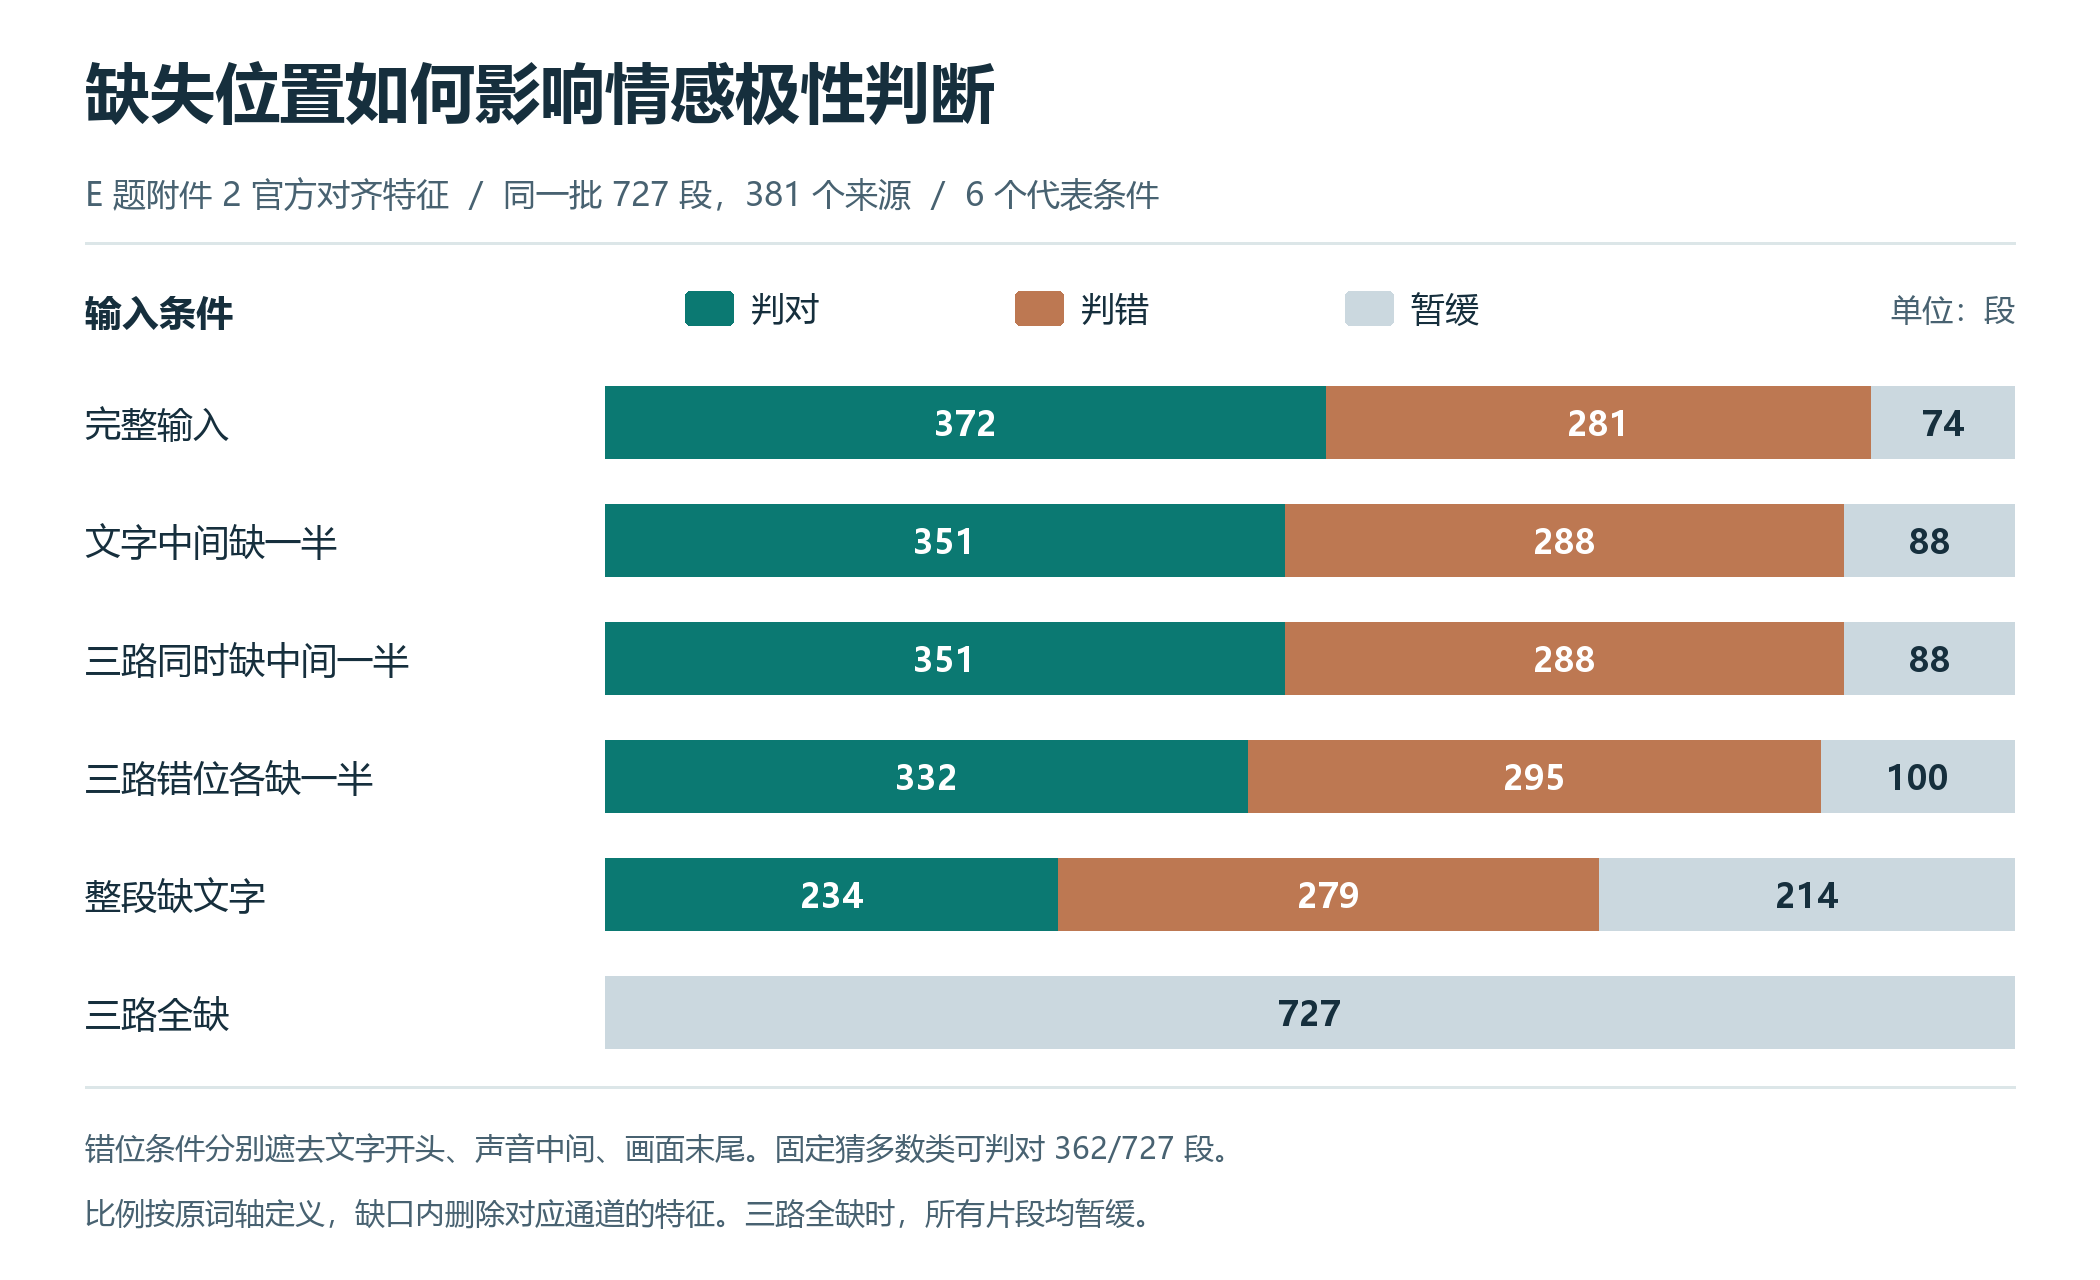 缺失位置如何影响情感极性判断
E 题附件 2 官方对齐特征 / 同一批 727 段，381 个来源 / 6 个代表条件
输入条件 判对 判错 暂缓 单位：段
完整输入 372 281 74
文字中间缺一半 351 288 88
三路同时缺中间一半 351 288 88
三路错位各缺一半 332 295 100
整段缺文字 234 279 214
三路全缺 727
错位条件分别遮去文字开头、声音中间、画面末尾。固定猜多数类可判对 362/727 段。
比例按原词轴定义，缺口内删除对应通道的特征。三路全缺时，所有片段均暂缓。